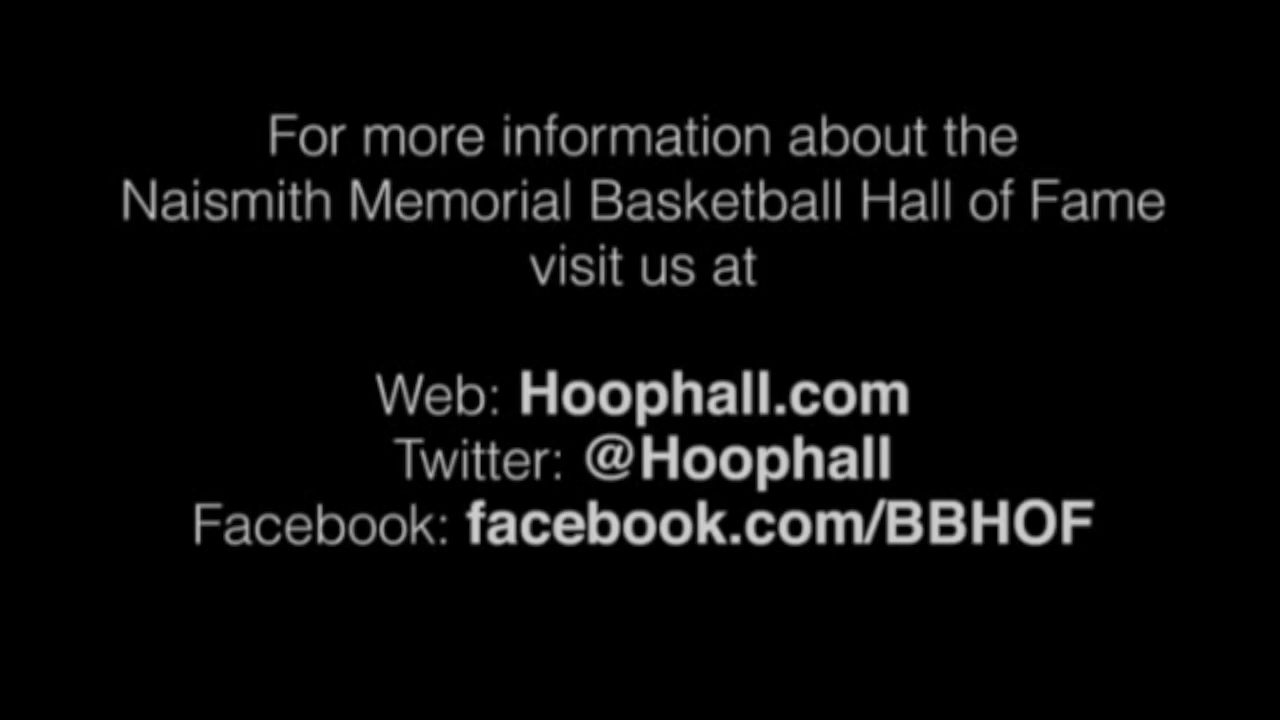 For more information about the
Naismith Memorial Basketball Hall of Fame
visit us at
Web: Hoophall.com
Twitter: @Hoophall
Facebook: facebook.com/BBHOF